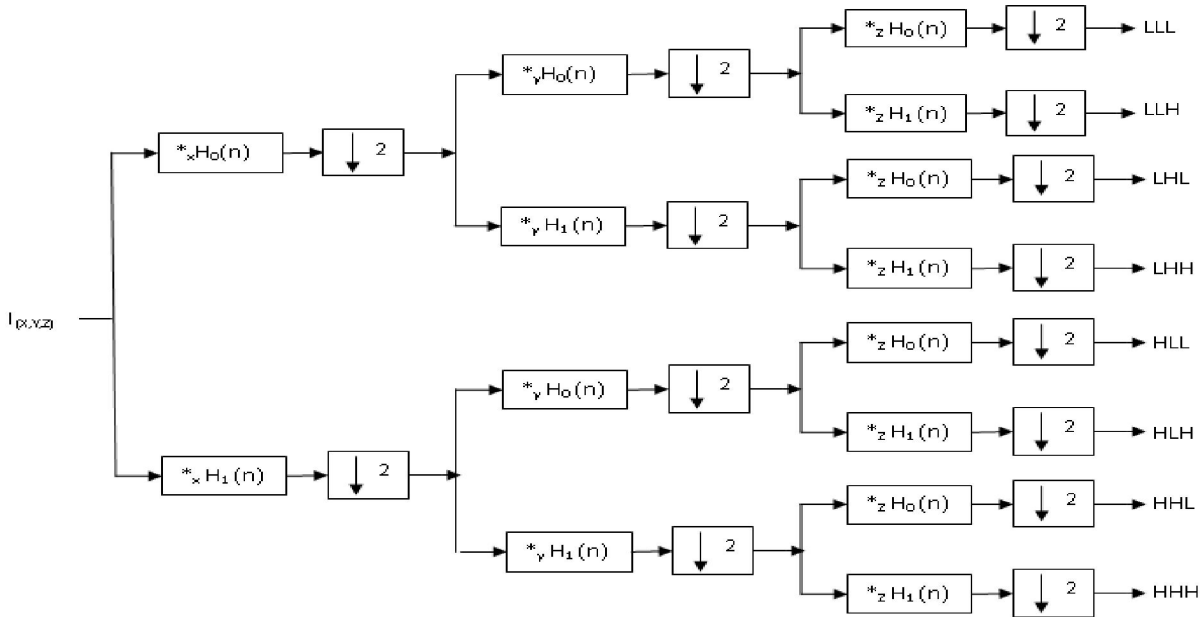 *zH₀(n) 2 LLL
*yH₀(n) 2
*zH₁(n) 2 LLH
*xH₀(n) 2
*zH₀(n) 2 LHL
*yH₁(n) 2
*zH₁(n) 2 LHH
I(X,Y,Z)
*zH₀(n) 2 HLL
*yH₀(n) 2
*zH₁(n) 2 HLH
*xH₁(n) 2
*zH₀(n) 2 HHL
*yH₁(n) 2
*zH₁(n) 2 HHH